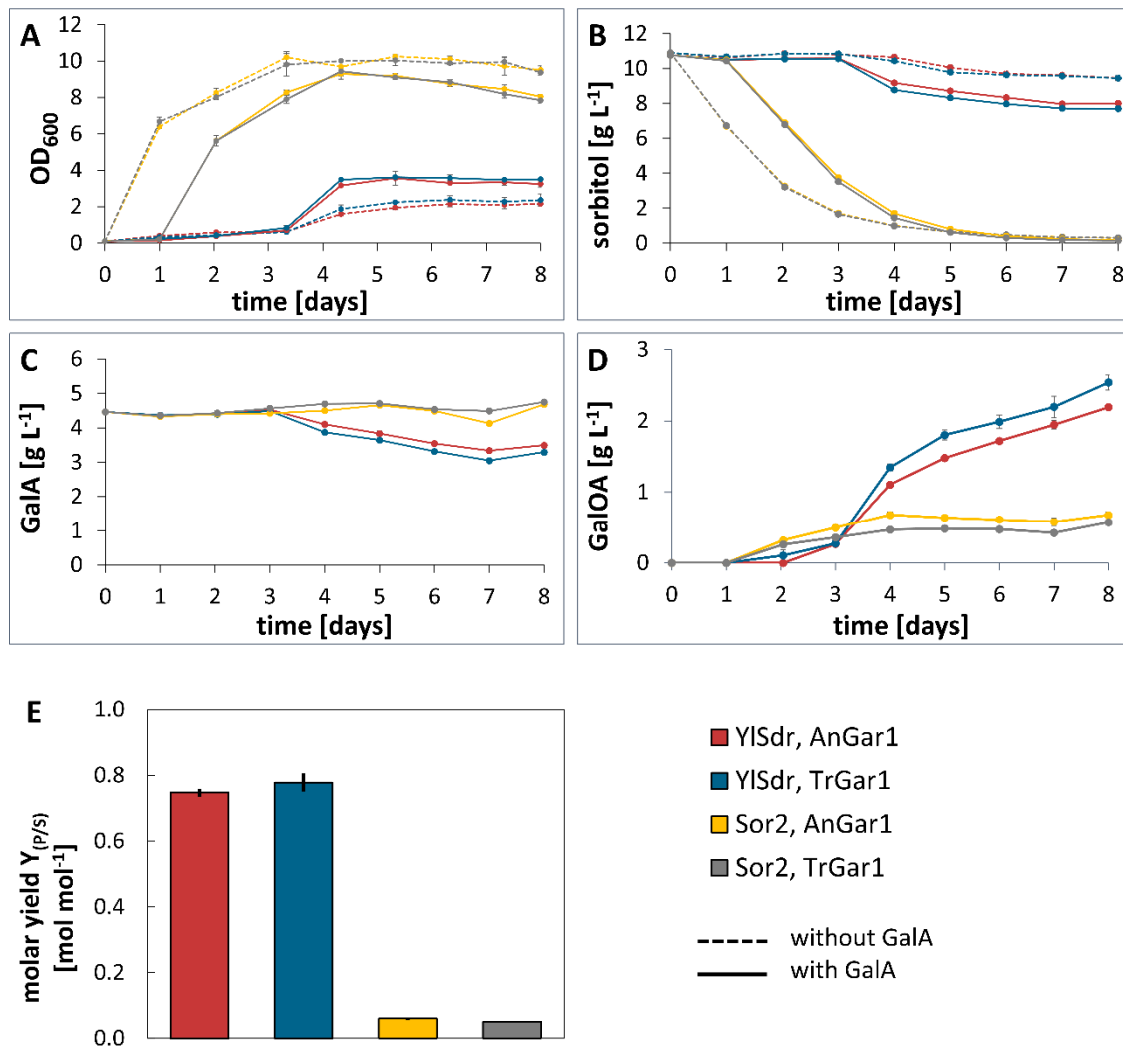 A
12
10
8
6
4
2
0
OD600
0 1 2 3 4 5 6 7 8
time [days]
B
12
10
8
6
4
2
0
sorbitol [g L-1]
0 1 2 3 4 5 6 7 8
time [days]
C
6
5
4
3
2
1
0
GalA [g L-1]
0 1 2 3 4 5 6 7 8
time [days]
D
3
2
1
0
GalOA [g L-1]
0 1 2 3 4 5 6 7 8
time [days]
E
1.0
0.8
0.6
0.4
0.2
0.0
molar yield Y(P/S)
[mol mol-1]
YlSdr, AnGar1
YlSdr, TrGar1
Sor2, AnGar1
Sor2, TrGar1
without GalA
with GalA